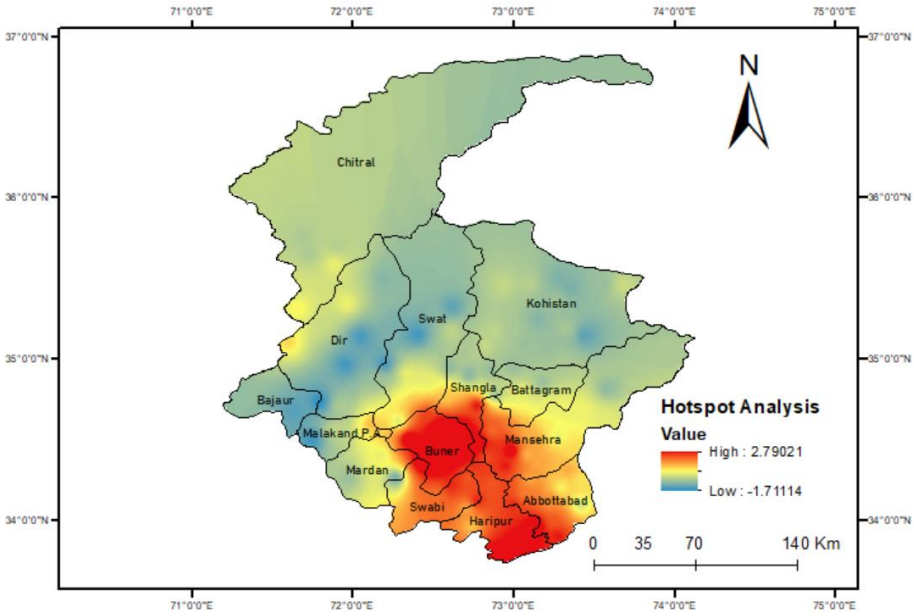 71°0'0"E 72°0'0"E 73°0'0"E 74°0'0"E 75°0'0"E
37°0'0"N 37°0'0"N
N
Chitral
36°0'0"N 36°0'0"N
Kohistan
Swat
Dir
35°0'0"N 35°0'0"N
Shangla Battagram
Bajaur
Hotspot Analysis
Malakand P.A
Value
Mansehra
High : 2.79021
Buner
Mardan
Low : -1.71114
Abbottabad
Swabi
Haripur
34°0'0"N 34°0'0"N
0 35 70 140 Km
71°0'0"E 72°0'0"E 73°0'0"E 74°0'0"E 75°0'0"E